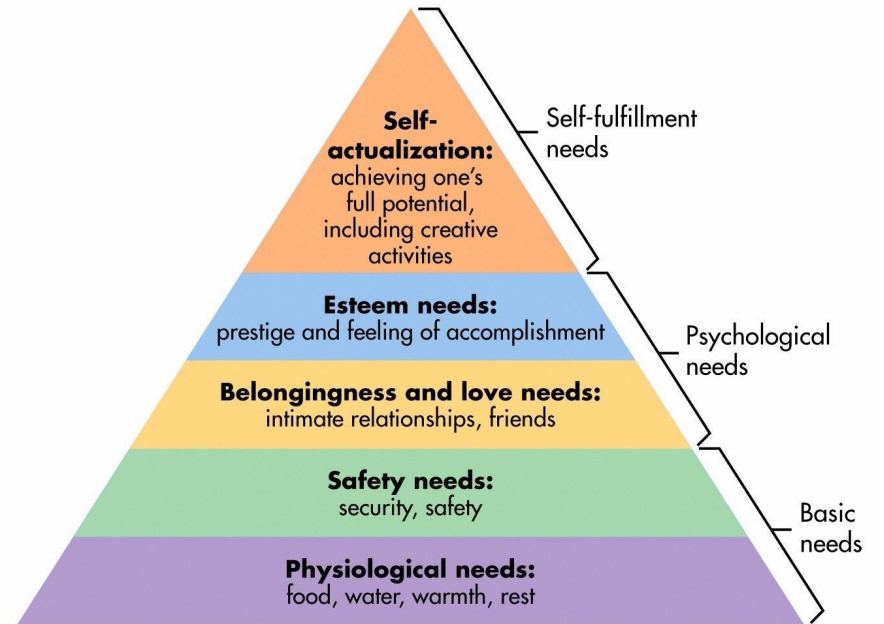 Self-
actualization:
achieving one's
full potential,
including creative
activities
Self-fulfillment
needs
Esteem needs:
prestige and feeling of accomplishment
Psychological
needs
Belongingness and love needs:
intimate relationships, friends
Safety needs:
security, safety
Basic
needs
Physiological needs:
food, water, warmth, rest